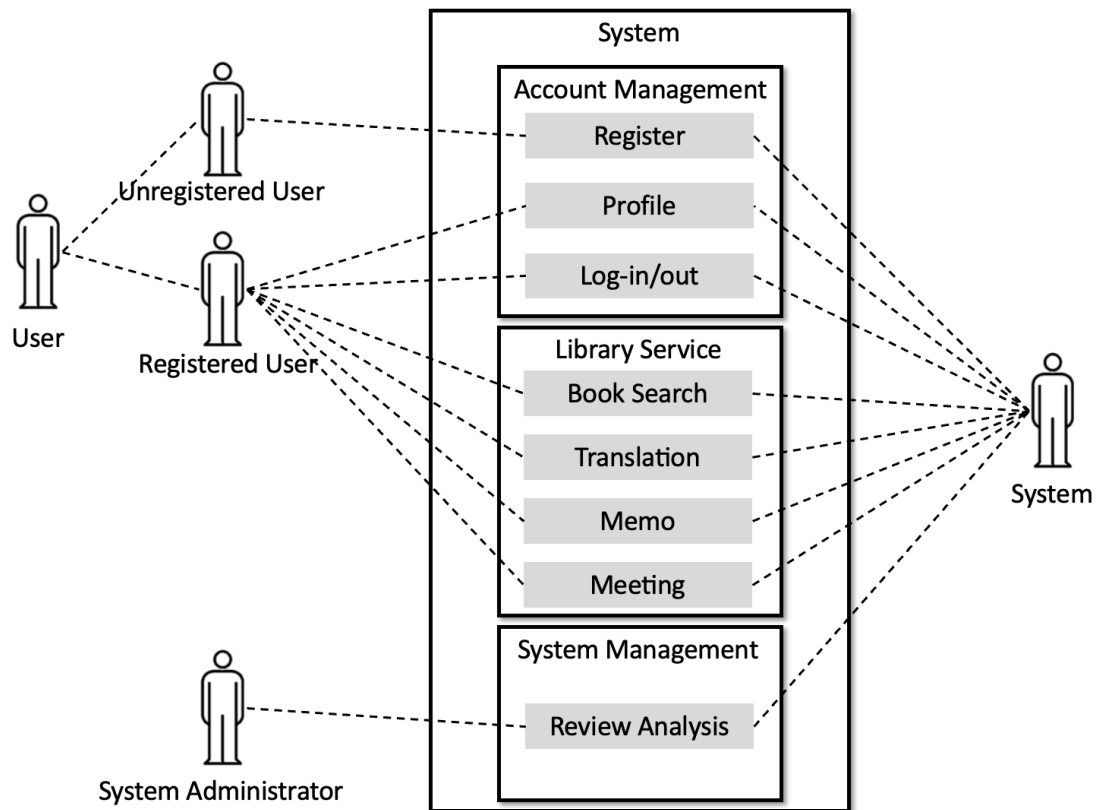 System
Account Management
Register
Unregistered User
Profile
Log-in/out
User
Registered User
Library Service
Book Search
Translation
System
Memo
Meeting
System Management
Review Analysis
System Administrator